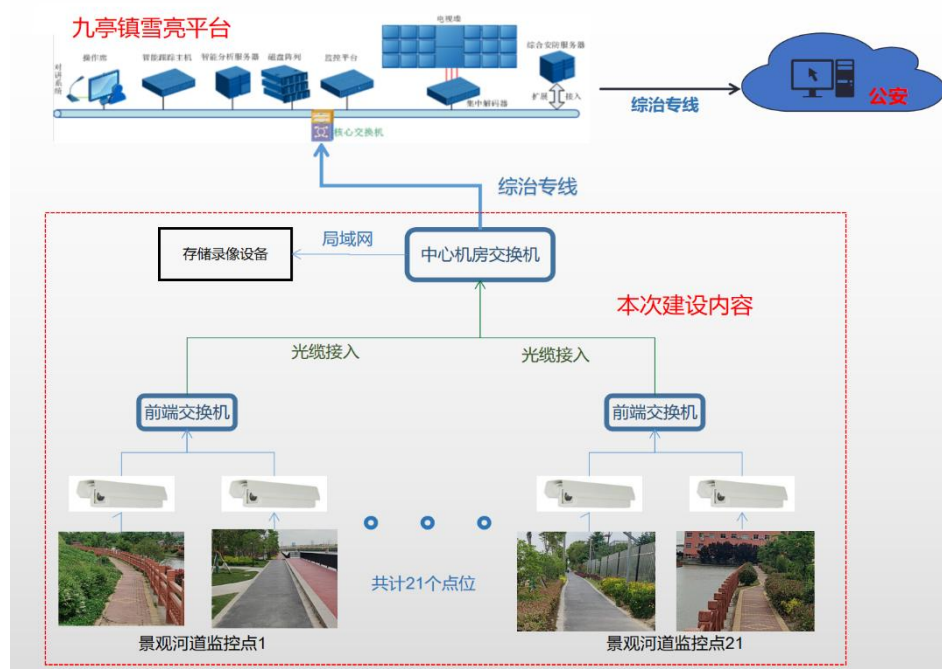 九亭镇雪亮平台
电视墙
对讲系统
操作席
智能跟踪主机
智能分析服务器
磁盘阵列
监控平台
综合安防服务器
集中解码器
扩展
接入
核心交换机
综治专线
公安
综治专线
存储录像设备
局域网
中心机房交换机
本次建设内容
光缆接入
光缆接入
前端交换机
前端交换机
共计21个点位
景观河道监控点1
景观河道监控点21